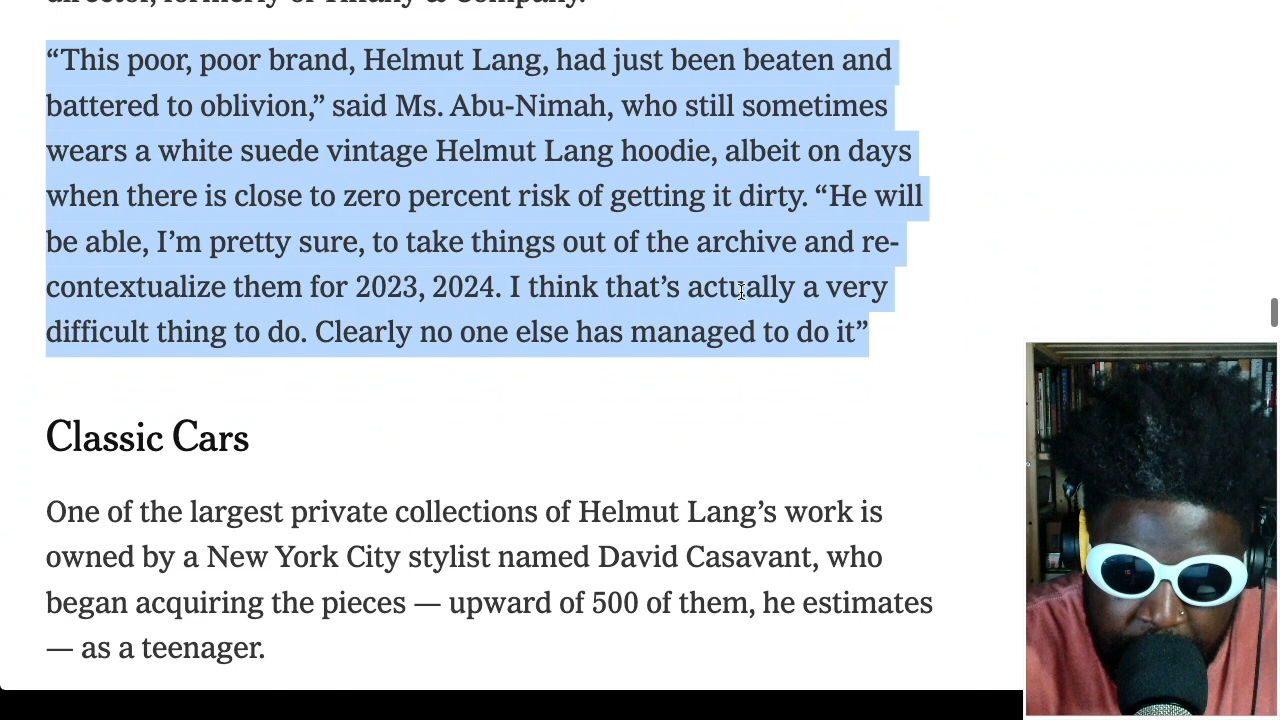 director, formerly of Tiffany & Company.
“This poor, poor brand, Helmut Lang, had just been beaten and
battered to oblivion,” said Ms. Abu-Nimah, who still sometimes
wears a white suede vintage Helmut Lang hoodie, albeit on days
when there is close to zero percent risk of getting it dirty. “He will
be able, I’m pretty sure, to take things out of the archive and re-
contextualize them for 2023, 2024. I think that’s actually a very
difficult thing to do. Clearly no one else has managed to do it”
Classic Cars
One of the largest private collections of Helmut Lang’s work is
owned by a New York City stylist named David Casavant, who
began acquiring the pieces — upward of 500 of them, he estimates
— as a teenager.